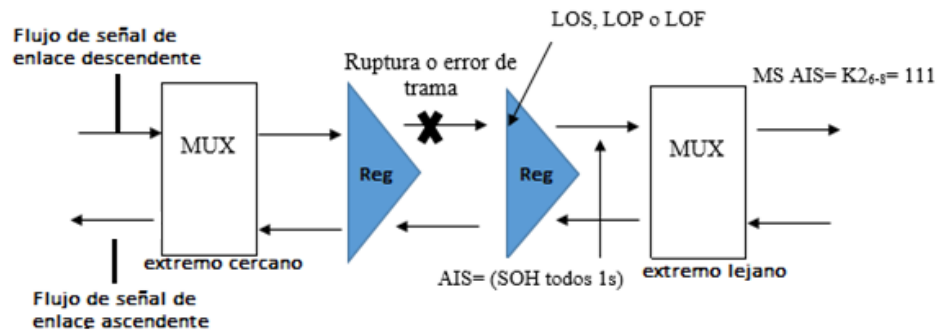 Flujo de señal de
enlace descendente
LOS, LOP o LOF
Ruptura o error de
trama
MS AIS= K2₆₋₈= 111
MUX
Reg
Reg
MUX
extremo cercano
AIS= (SOH todos 1s)
extremo lejano
Flujo de señal de
enlace ascendente